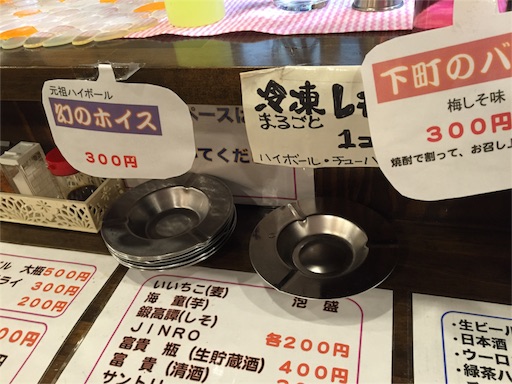 元祖ハイボール
幻のホイス
300円
ペースは
てくだ
冷凍レモ
まるごと
1コ
ハイボール・チューハ
下町のバ
梅しそ味
300円
焼酎で割って、お召し上
ル 大瓶500円
ライ 300円
200円
300円
いいちこ(麦)
海 童(芋)
銀高譚(しそ)
JINRO
富貴 瓶 (生貯蔵酒)
富 貴 (清酒)
サントリ
泡盛
各200円
400円
300円
・生ビール
・日本酒
・ウーロ
・緑茶ハ